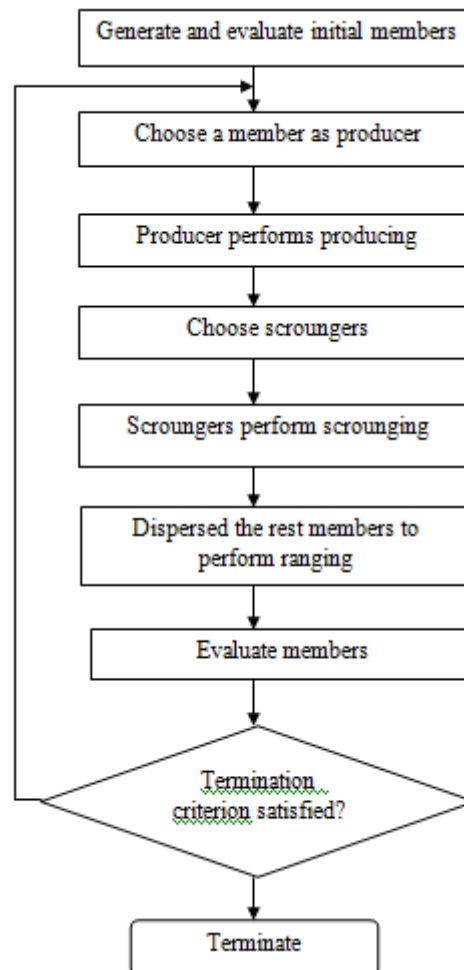 Generate and evaluate initial members
Choose a member as producer
Producer performs producing
Choose scroungers
Scroungers perform scrounging
Dispersed the rest members to
perform ranging
Evaluate members
Termination
criterion satisfied?
Terminate